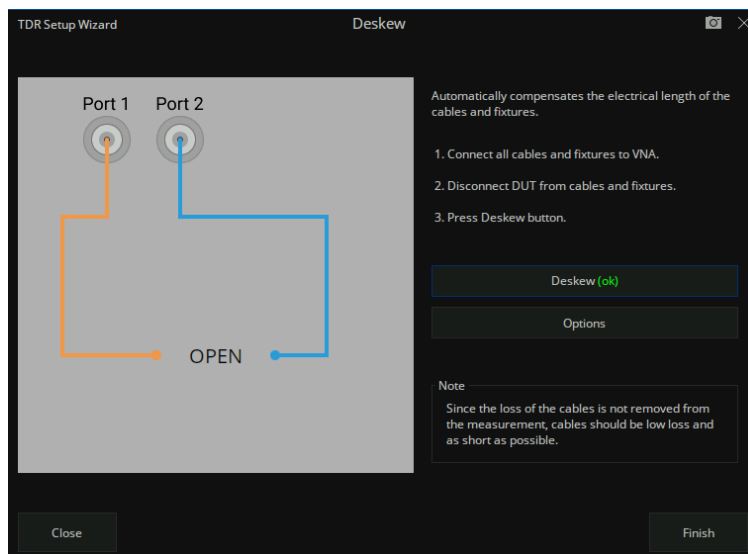 TDR Setup Wizard
Deskew
Port 1
Port 2
OPEN
Automatically compensates the electrical length of the
cables and fixtures.
1. Connect all cables and fixtures to VNA.
2. Disconnect DUT from cables and fixtures.
3. Press Deskew button.
Deskew (ok)
Options
Note
Since the loss of the cables is not removed from
the measurement, cables should be low loss and
as short as possible.
Close
Finish